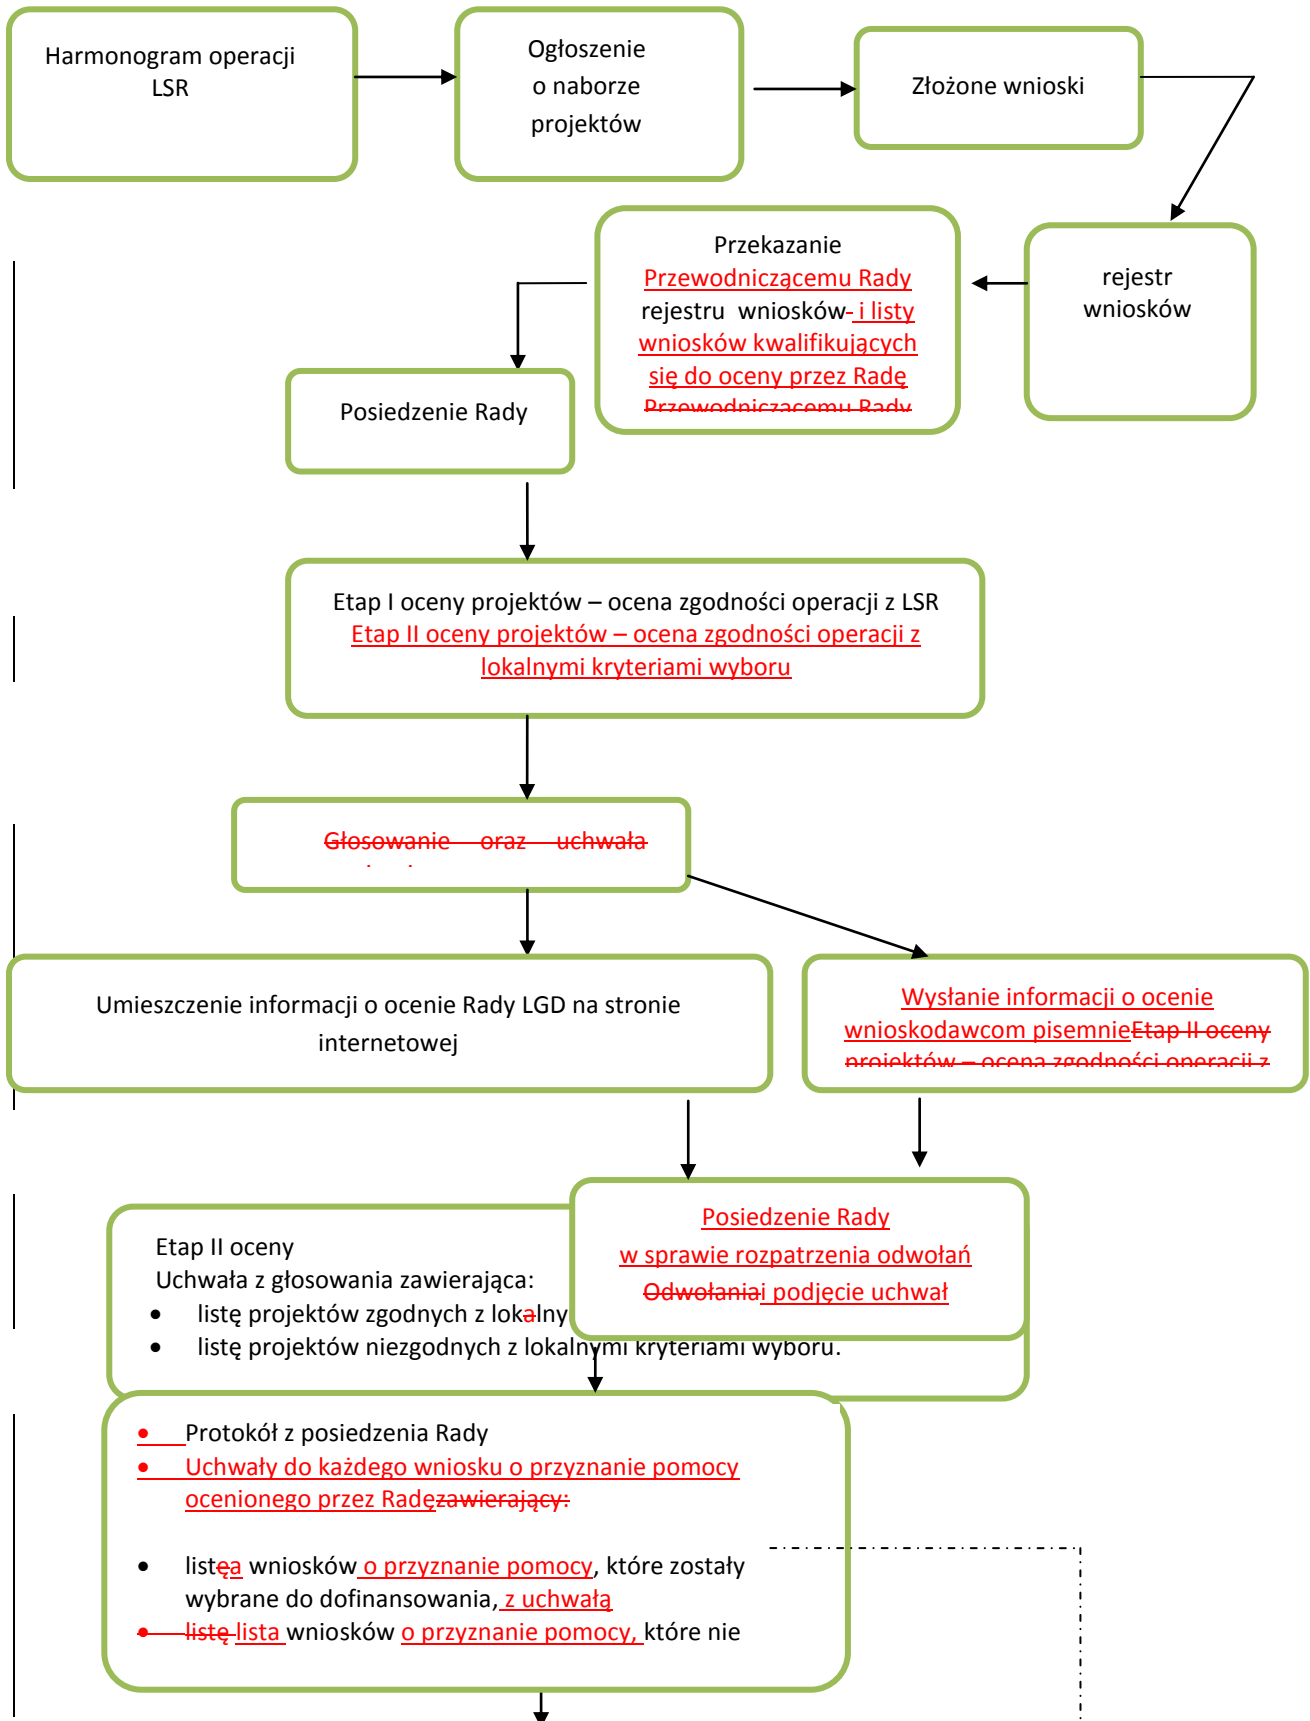 Harmonogram operacji
LSR
Ogłoszenie
o naborze
projektów
Złożone wnioski
Przekazanie
Przewodniczącemu Rady
rejestru wniosków- i listy
wniosków kwalifikujących
się do oceny przez Radę
Przewodniczącemu Rady
rejestr
wniosków
Posiedzenie Rady
Etap I oceny projektów – ocena zgodności operacji z LSR
Etap II oceny projektów – ocena zgodności operacji z
lokalnymi kryteriami wyboru
Głosowanie oraz uchwała
Umieszczenie informacji o ocenie Rady LGD na stronie
internetowej
Wysłanie informacji o ocenie
wnioskodawcom pisemnieEtap II oceny
projektów – ocena zgodności operacji z
Posiedzenie Rady
w sprawie rozpatrzenia odwołań
Odwołaniai podjęcie uchwał
Etap II oceny
Uchwała z głosowania zawierająca:
• listę projektów zgodnych z lokalny
• listę projektów niezgodnych z lokalnymi kryteriami wyboru.
• Protokół z posiedzenia Rady
• Uchwały do każdego wniosku o przyznanie pomocy
ocenionego przez Radęzawierający:
• listęa wniosków o przyznanie pomocy, które zostały
wybrane do dofinansowania, z uchwałą
• listę lista wniosków o przyznanie pomocy, które nie